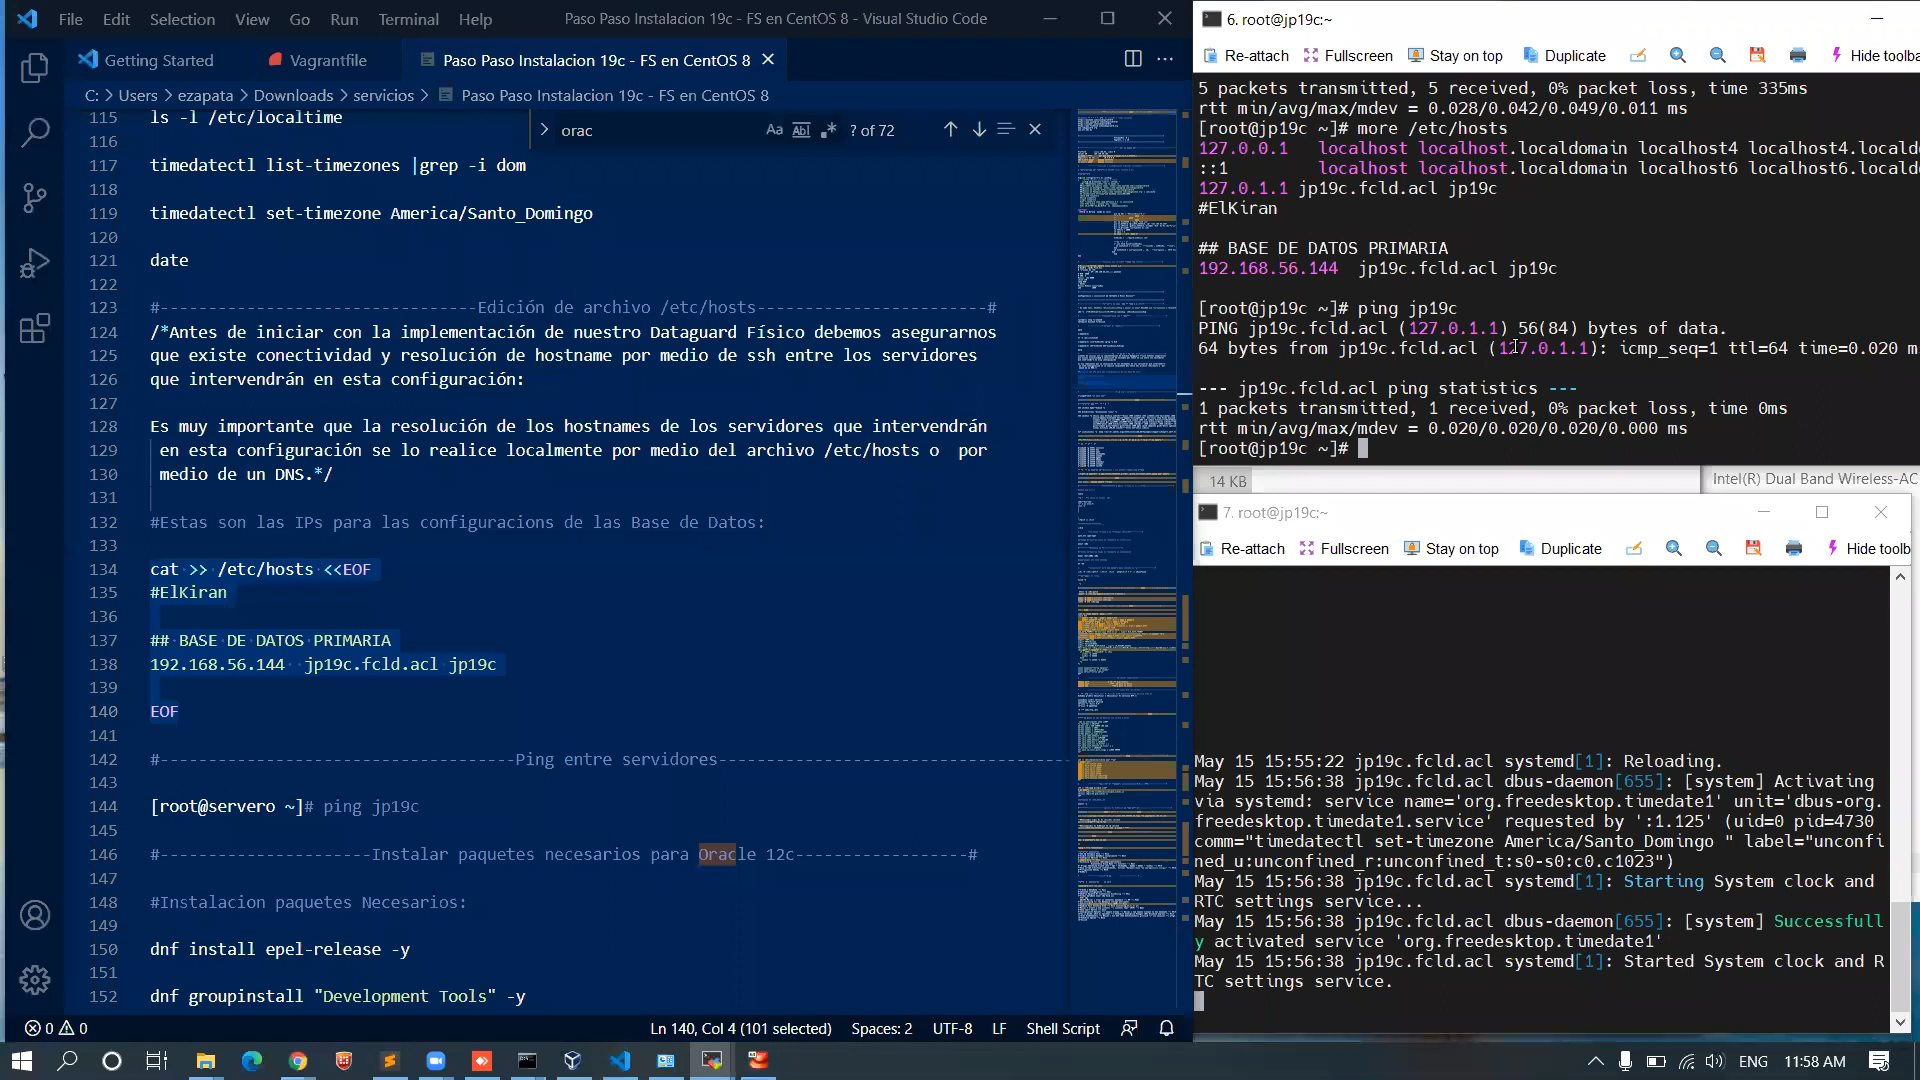 File Edit Selection View Go Run Terminal Help
Paso Paso Instalacion 19c - FS en CentOS 8 - Visual Studio Code
Getting Started
Vagrantfile
Paso Paso Instalacion 19c - FS en CentOS 8
C: > Users > ezapata > Downloads > servicios > Paso Paso Instalacion 19c - FS en CentOS 8
orac
Aa Abl ? of 72
115 ls -l /etc/localtime
116
117 timedatectl list-timezones |grep -i dom
118
119 timedatectl set-timezone America/Santo_Domingo
120
121 date
122
123 #---------------------------------Edición de archivo /etc/hosts------------------------#
124 /*Antes de iniciar con la implementación de nuestro Dataguard Físico debemos asegurarnos
125 que existe conectividad y resolución de hostname por medio de ssh entre los servidores
126 que intervendrán en esta configuración:
127
128 Es muy importante que la resolución de los hostnames de los servidores que intervendrán
129 en esta configuración se lo realice localmente por medio del archivo /etc/hosts o  por
130 medio de un DNS.*/
131
132 #Estas son las IPs para las configuracions de las Base de Datos:
133
134 cat >> /etc/hosts <<EOF
135 #ElKiran
136
137 ## BASE DE DATOS PRIMARIA
138 192.168.56.144  jp19c.fcld.acl jp19c
139
140 EOF
141
142 #-------------------------------------Ping entre servidores-------------------------------------
143
144 [root@servero ~]# ping jp19c
145
146 #----------------------Instalar paquetes necesarios para Oracle 12c------------------#
147
148 #Instalacion paquetes Necesarios:
149
150 dnf install epel-release -y
151
152 dnf groupinstall "Development Tools" -y
0 0
Ln 140, Col 4 (101 selected) Spaces: 2 UTF-8 LF Shell Script
6. root@jp19c:~
Re-attach Fullscreen Stay on top Duplicate Hide toolba
5 packets transmitted, 5 received, 0% packet loss, time 335ms
rtt min/avg/max/mdev = 0.028/0.042/0.049/0.011 ms
[root@jp19c ~]# more /etc/hosts
127.0.0.1   localhost localhost.localdomain localhost4 localhost4.locald
::1         localhost localhost.localdomain localhost6 localhost6.locald
127.0.1.1 jp19c.fcld.acl jp19c
#ElKiran
## BASE DE DATOS PRIMARIA
192.168.56.144  jp19c.fcld.acl jp19c
[root@jp19c ~]# ping jp19c
PING jp19c.fcld.acl (127.0.1.1) 56(84) bytes of data.
64 bytes from jp19c.fcld.acl (127.0.1.1): icmp_seq=1 ttl=64 time=0.020 m
--- jp19c.fcld.acl ping statistics ---
1 packets transmitted, 1 received, 0% packet loss, time 0ms
rtt min/avg/max/mdev = 0.020/0.020/0.020/0.000 ms
[root@jp19c ~]#
14 KB
Intel(R) Dual Band Wireless-AC
7. root@jp19c:~
Re-attach Fullscreen Stay on top Duplicate Hide toolb
May 15 15:55:22 jp19c.fcld.acl systemd[1]: Reloading.
May 15 15:56:38 jp19c.fcld.acl dbus-daemon[655]: [system] Activating
via systemd: service name='org.freedesktop.timedate1' unit='dbus-org.
freedesktop.timedate1.service' requested by ':1.125' (uid=0 pid=4730
comm="timedatectl set-timezone America/Santo_Domingo " label="unconfi
ned_u:unconfined_r:unconfined_t:s0-s0:c0.c1023")
May 15 15:56:38 jp19c.fcld.acl systemd[1]: Starting System clock and
RTC settings service...
May 15 15:56:38 jp19c.fcld.acl dbus-daemon[655]: [system] Successfull
y activated service 'org.freedesktop.timedate1'
May 15 15:56:38 jp19c.fcld.acl systemd[1]: Started System clock and R
TC settings service.
ENG 11:58 AM